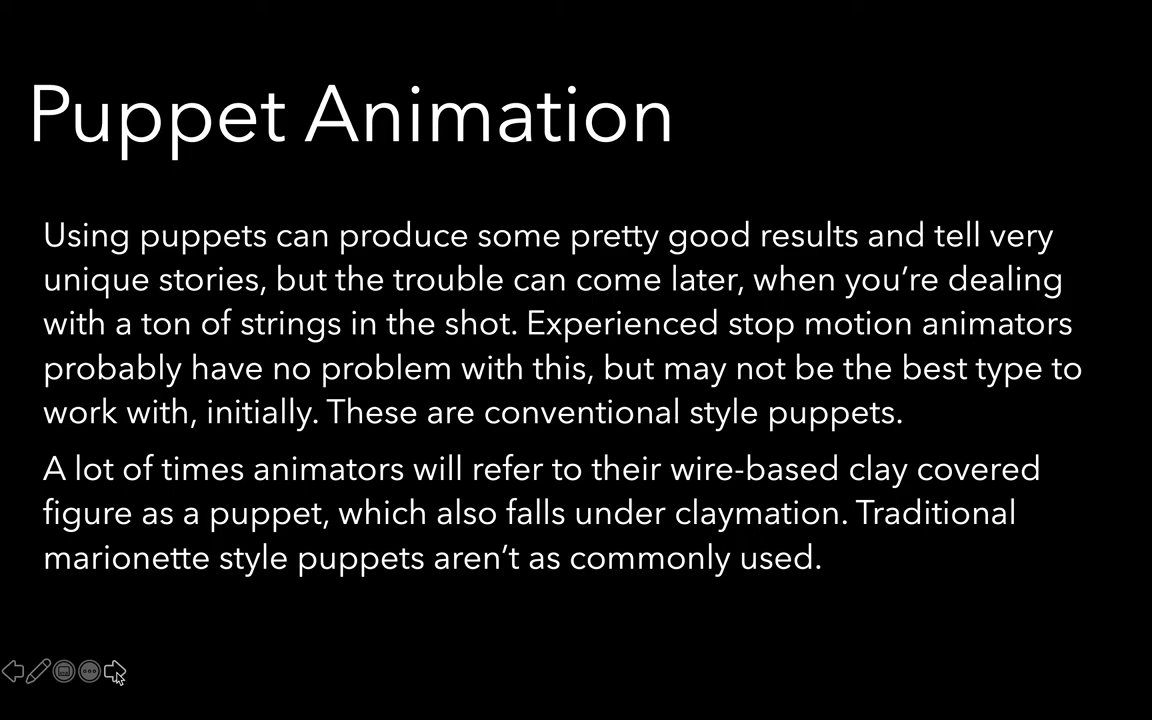 Puppet Animation
Using puppets can produce some pretty good results and tell very
unique stories, but the trouble can come later, when you’re dealing
with a ton of strings in the shot. Experienced stop motion animators
probably have no problem with this, but may not be the best type to
work with, initially. These are conventional style puppets.
A lot of times animators will refer to their wire-based clay covered
figure as a puppet, which also falls under claymation. Traditional
marionette style puppets aren’t as commonly used.